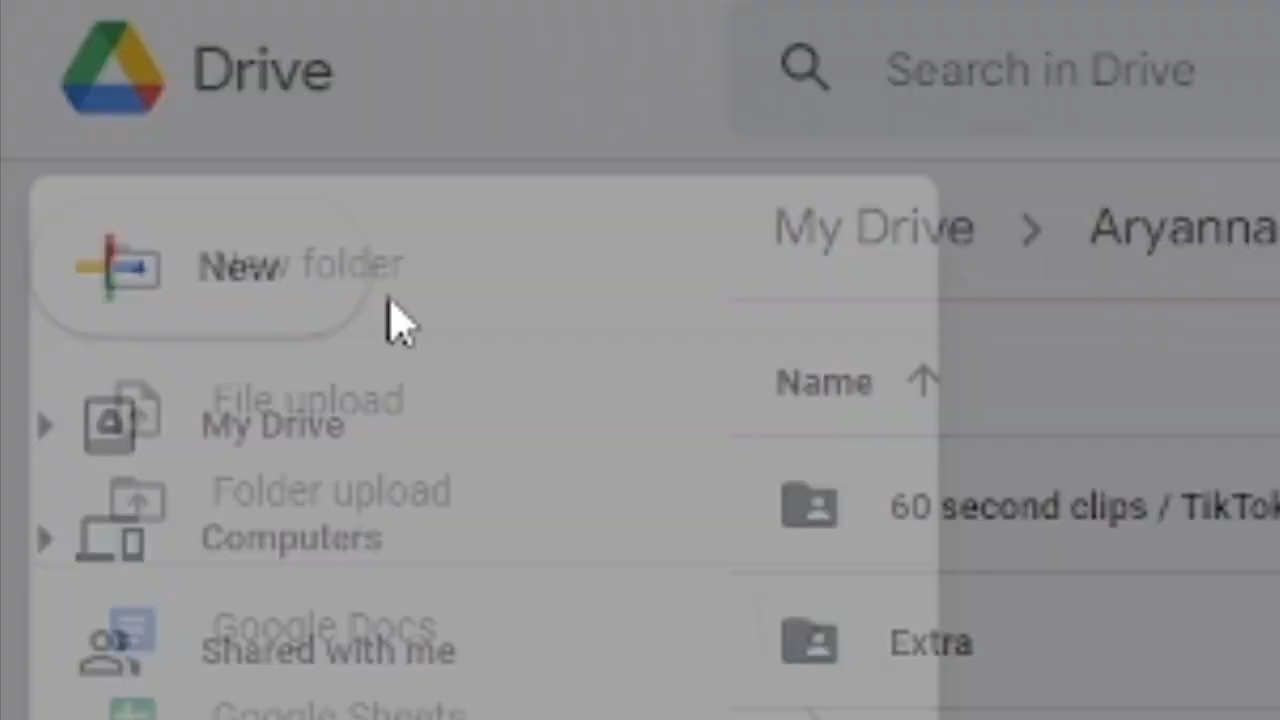 Drive
Search in Drive
New
New folder
My Drive > Aryanna
File upload
My Drive
Name
Folder upload
60 second clips / TikTok
Computers
Google Docs
Shared with me
Extra
Google Sheets